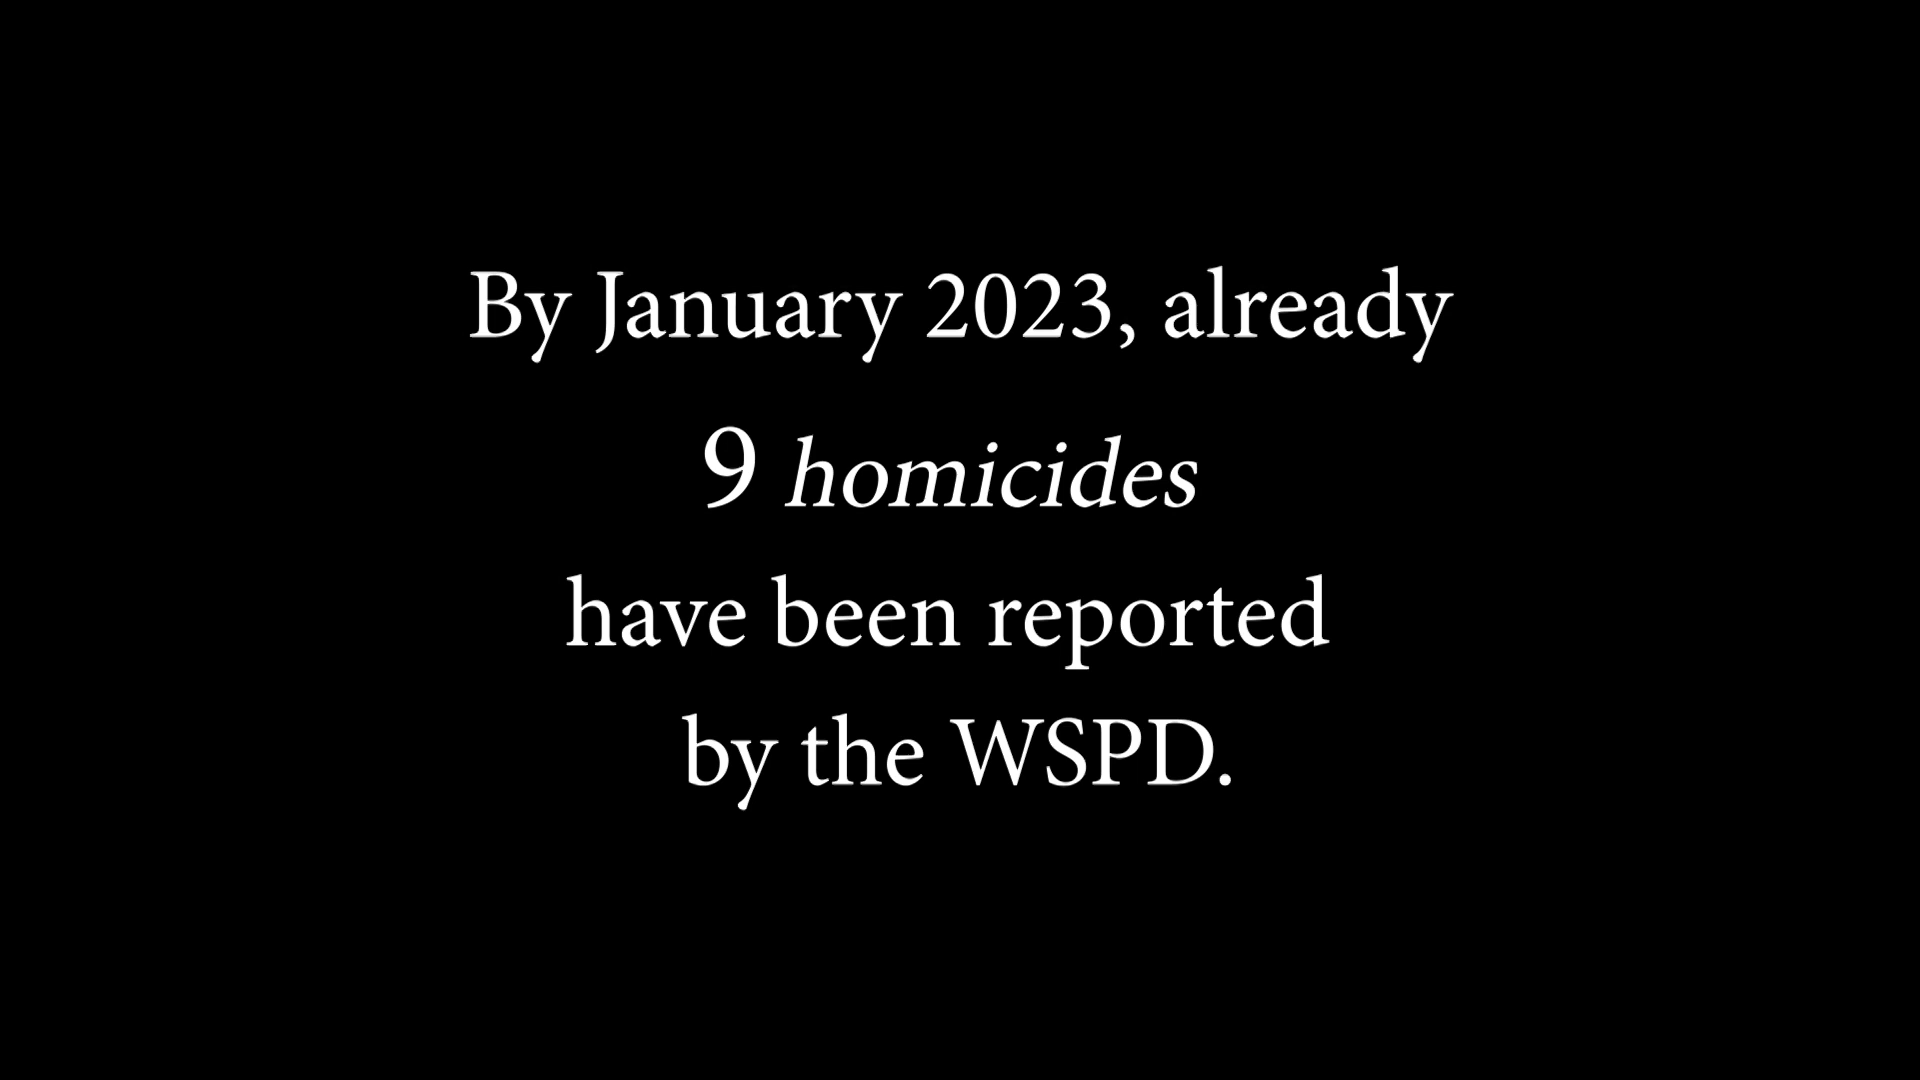 By January 2023, already
9 homicides
have been reported
by the WSPD.